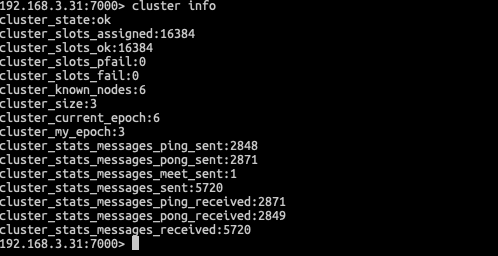 192.168.3.31:7000> cluster info
cluster_state:ok
cluster_slots_assigned:16384
cluster_slots_ok:16384
cluster_slots_pfail:0
cluster_slots_fail:0
cluster_known_nodes:6
cluster_size:3
cluster_current_epoch:6
cluster_my_epoch:3
cluster_stats_messages_ping_sent:2848
cluster_stats_messages_pong_sent:2871
cluster_stats_messages_meet_sent:1
cluster_stats_messages_sent:5720
cluster_stats_messages_ping_received:2871
cluster_stats_messages_pong_received:2849
cluster_stats_messages_received:5720
192.168.3.31:7000>